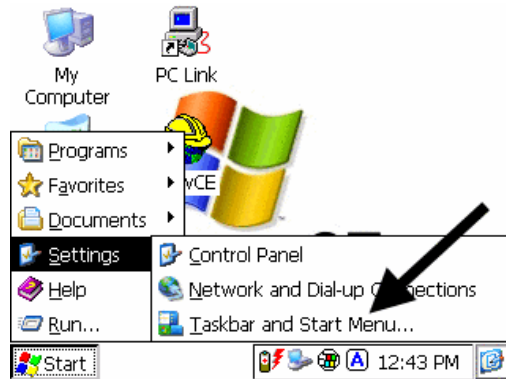 My
Computer
PC Link
Programs
Favorites
vCE
Documents
Settings
Control Panel
Help
Network and Dial-up Connections
Run...
Taskbar and Start Menu...
Start
A
12:43 PM